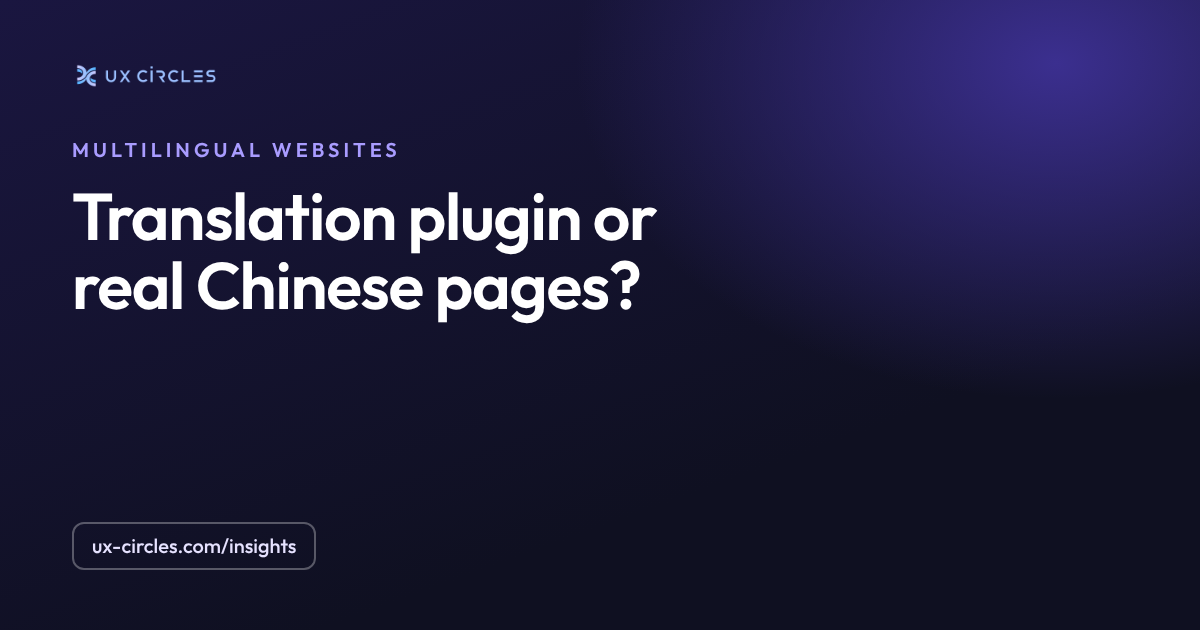 UX CIRCLES
MULTILINGUAL WEBSITES
Translation plugin or
real Chinese pages?
ux-circles.com/insights